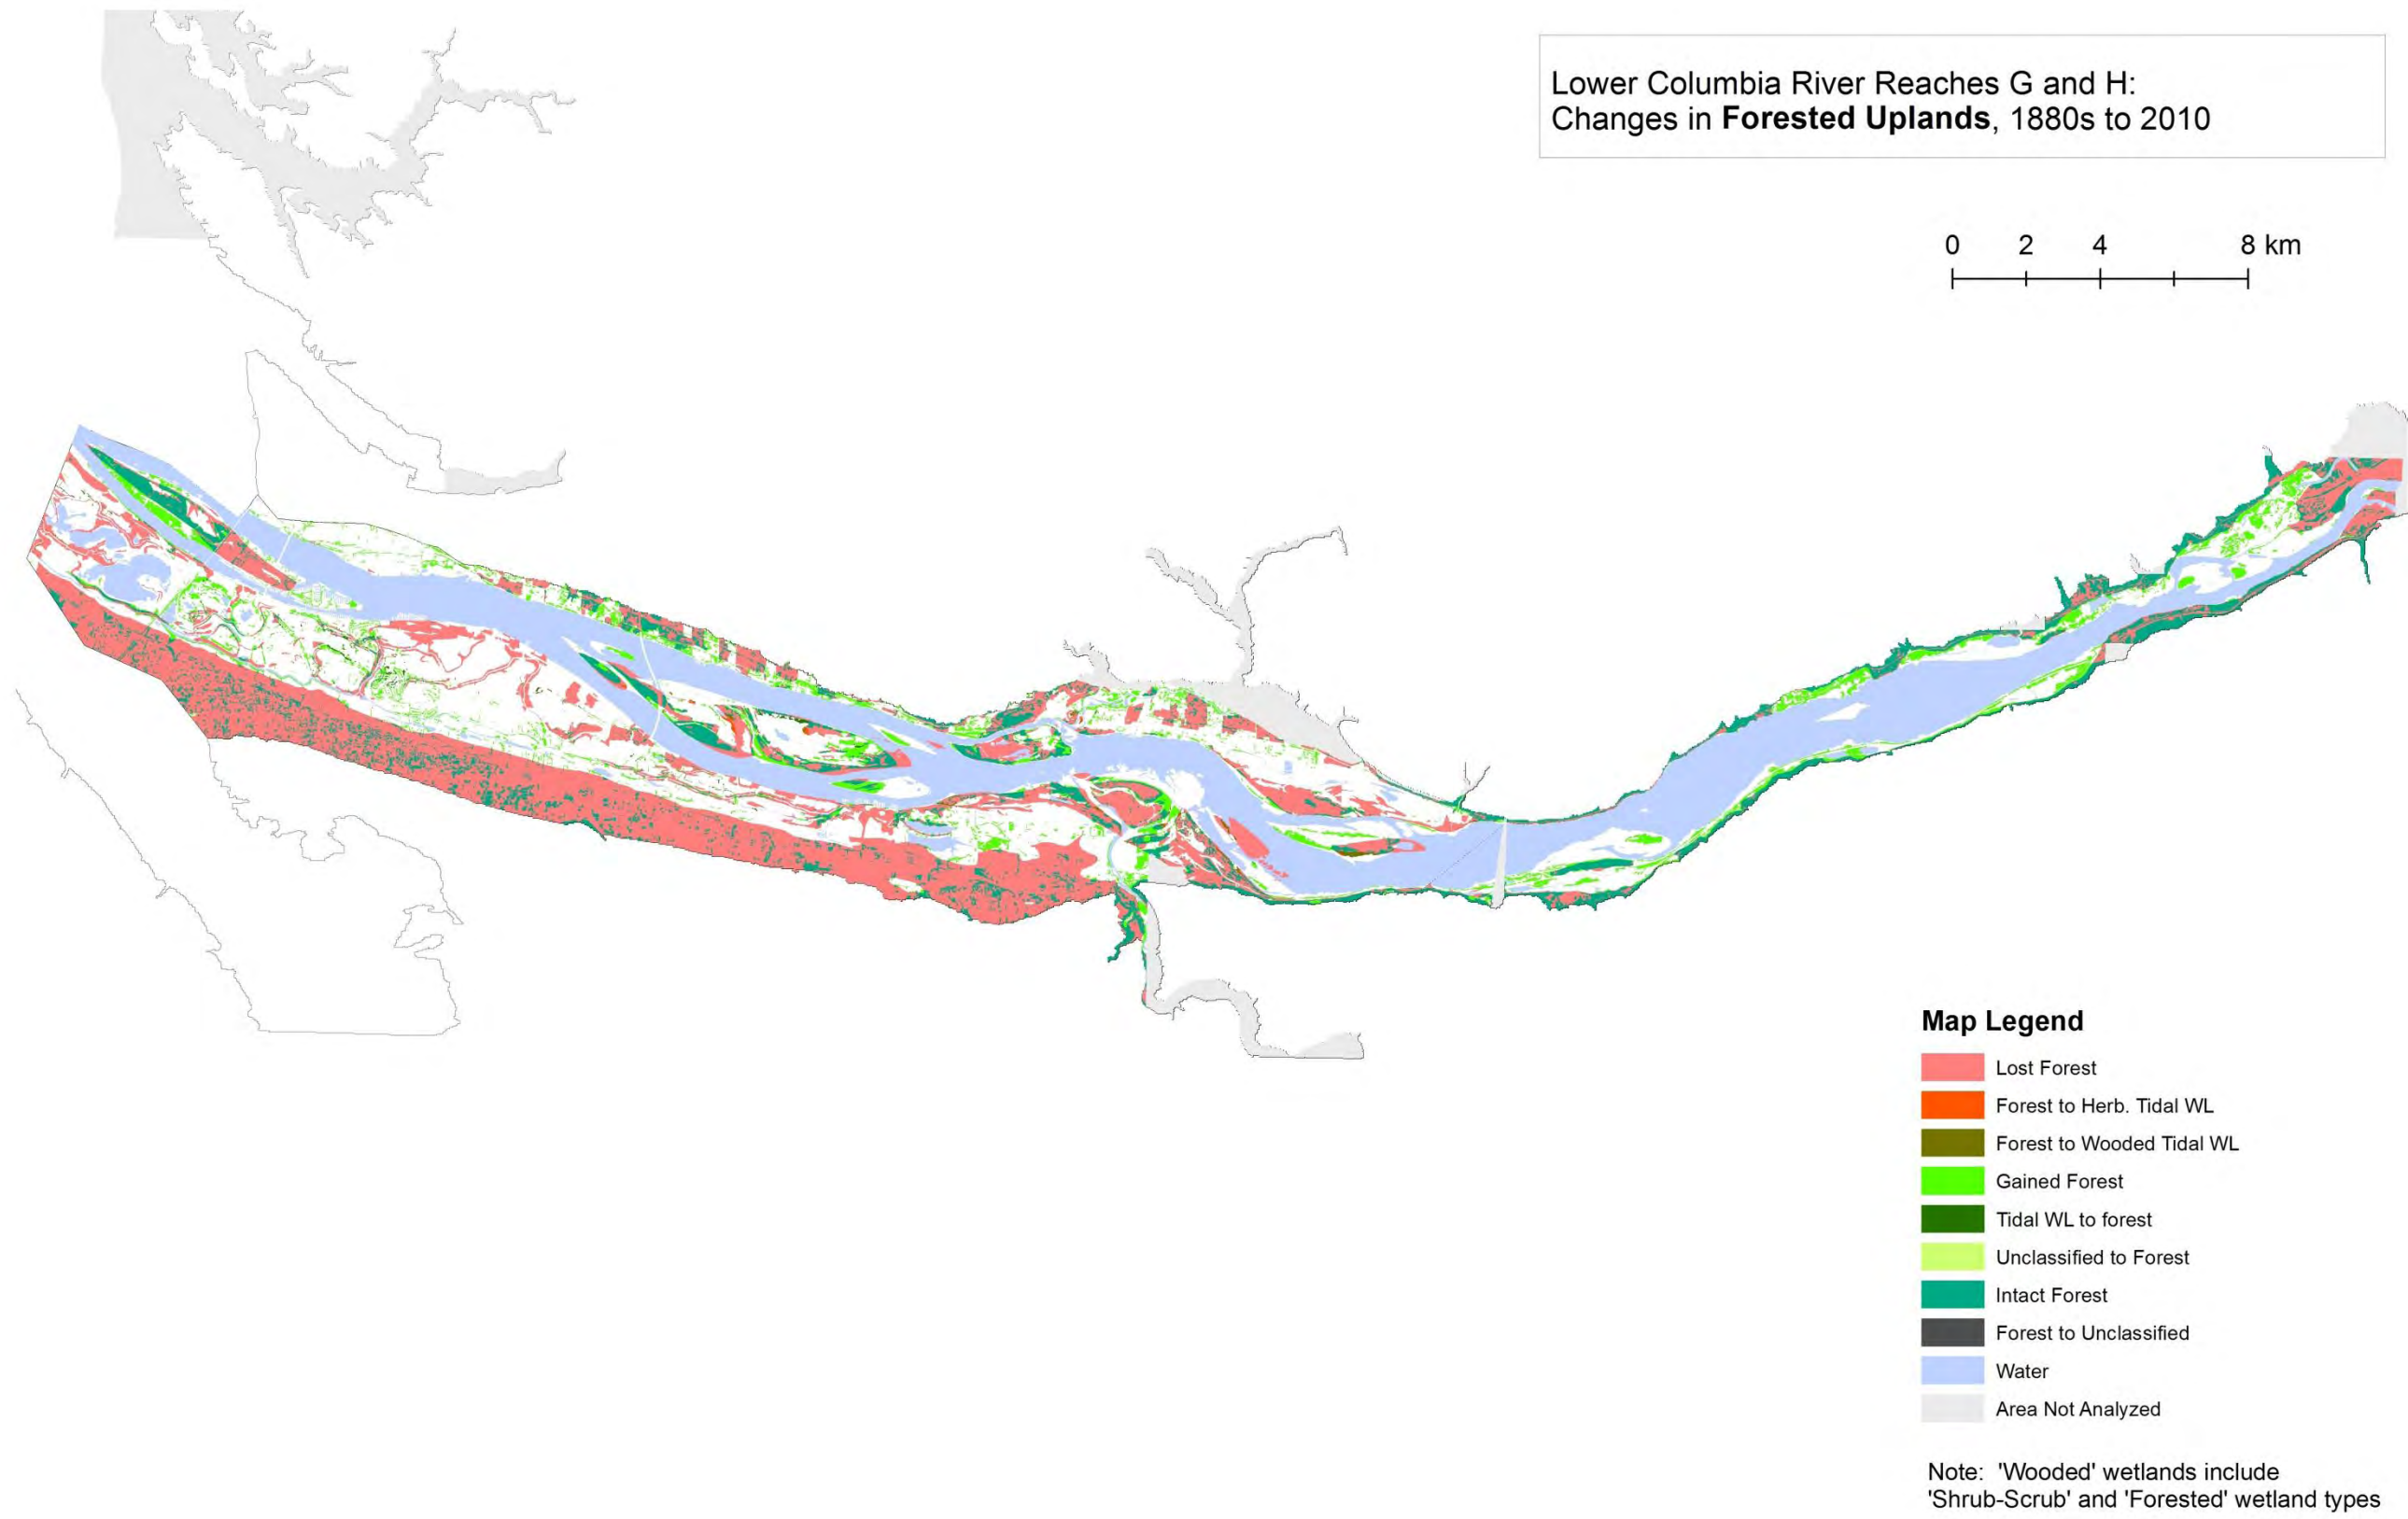 Lower Columbia River Reaches G and H:
Changes in Forested Uplands, 1880s to 2010
0 2 4 8 km
Map Legend
Lost Forest
Forest to Herb. Tidal WL
Forest to Wooded Tidal WL
Gained Forest
Tidal WL to forest
Unclassified to Forest
Intact Forest
Forest to Unclassified
Water
Area Not Analyzed
Note: 'Wooded' wetlands include
'Shrub-Scrub' and 'Forested' wetland types